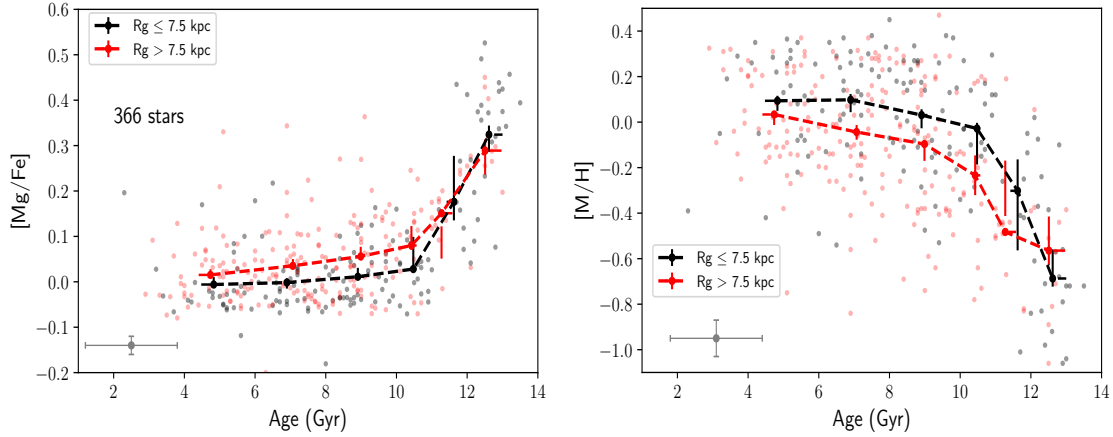 0.6
0.5
0.4
0.3
0.2
0.1
0.0
−0.1
−0.2
[Mg/Fe]
Rg ≤ 7.5 kpc
Rg > 7.5 kpc
366 stars
2 4 6 8 10 12 14
Age (Gyr)
0.4
0.2
0.0
−0.2
−0.4
−0.6
−0.8
−1.0
[M/H]
Rg ≤ 7.5 kpc
Rg > 7.5 kpc
2 4 6 8 10 12 14
Age (Gyr)